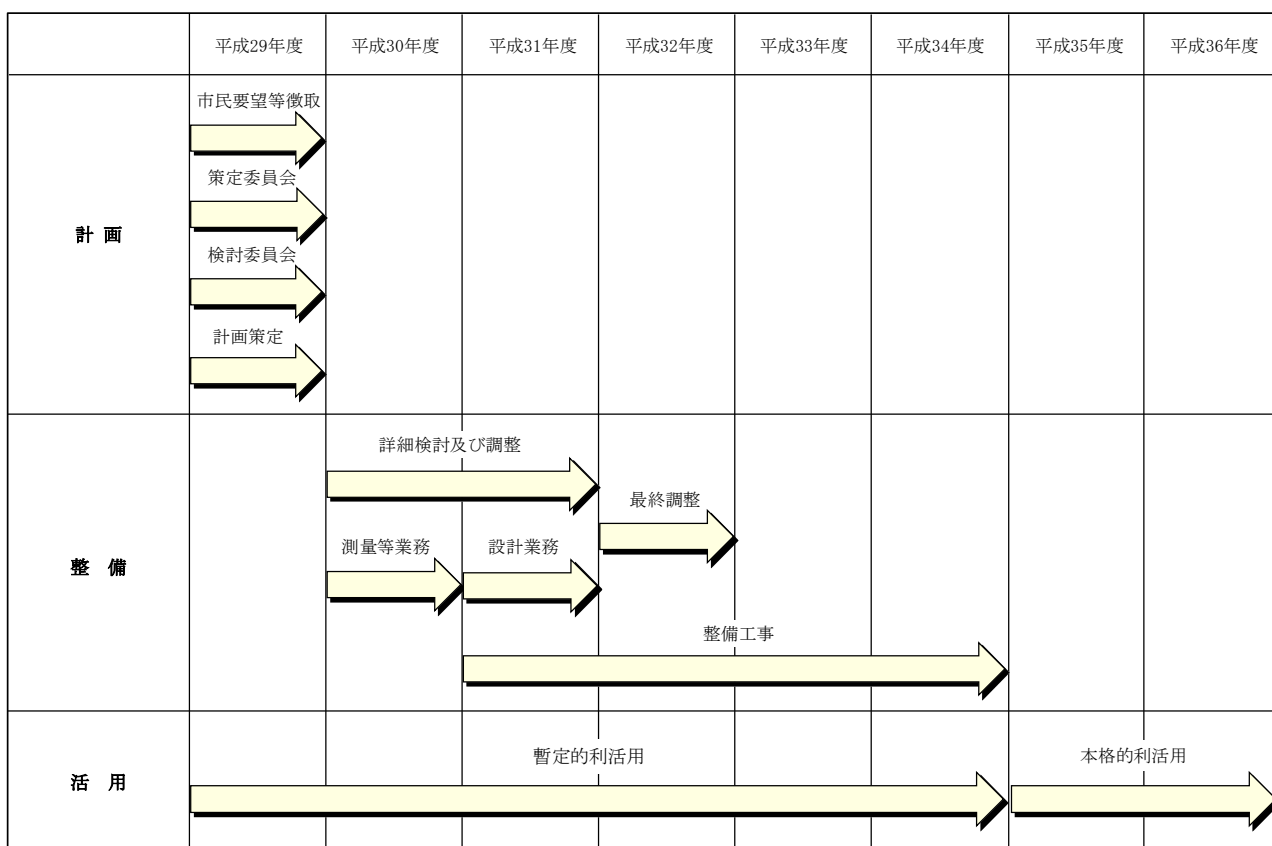 平成29年度 平成30年度 平成31年度 平成32年度 平成33年度 平成34年度 平成35年度 平成36年度
計 画
市民要望等徴取
策定委員会
検討委員会
計画策定
整 備
詳細検討及び調整
最終調整
測量等業務 設計業務
整備工事
活 用
暫定的利活用 本格的利活用